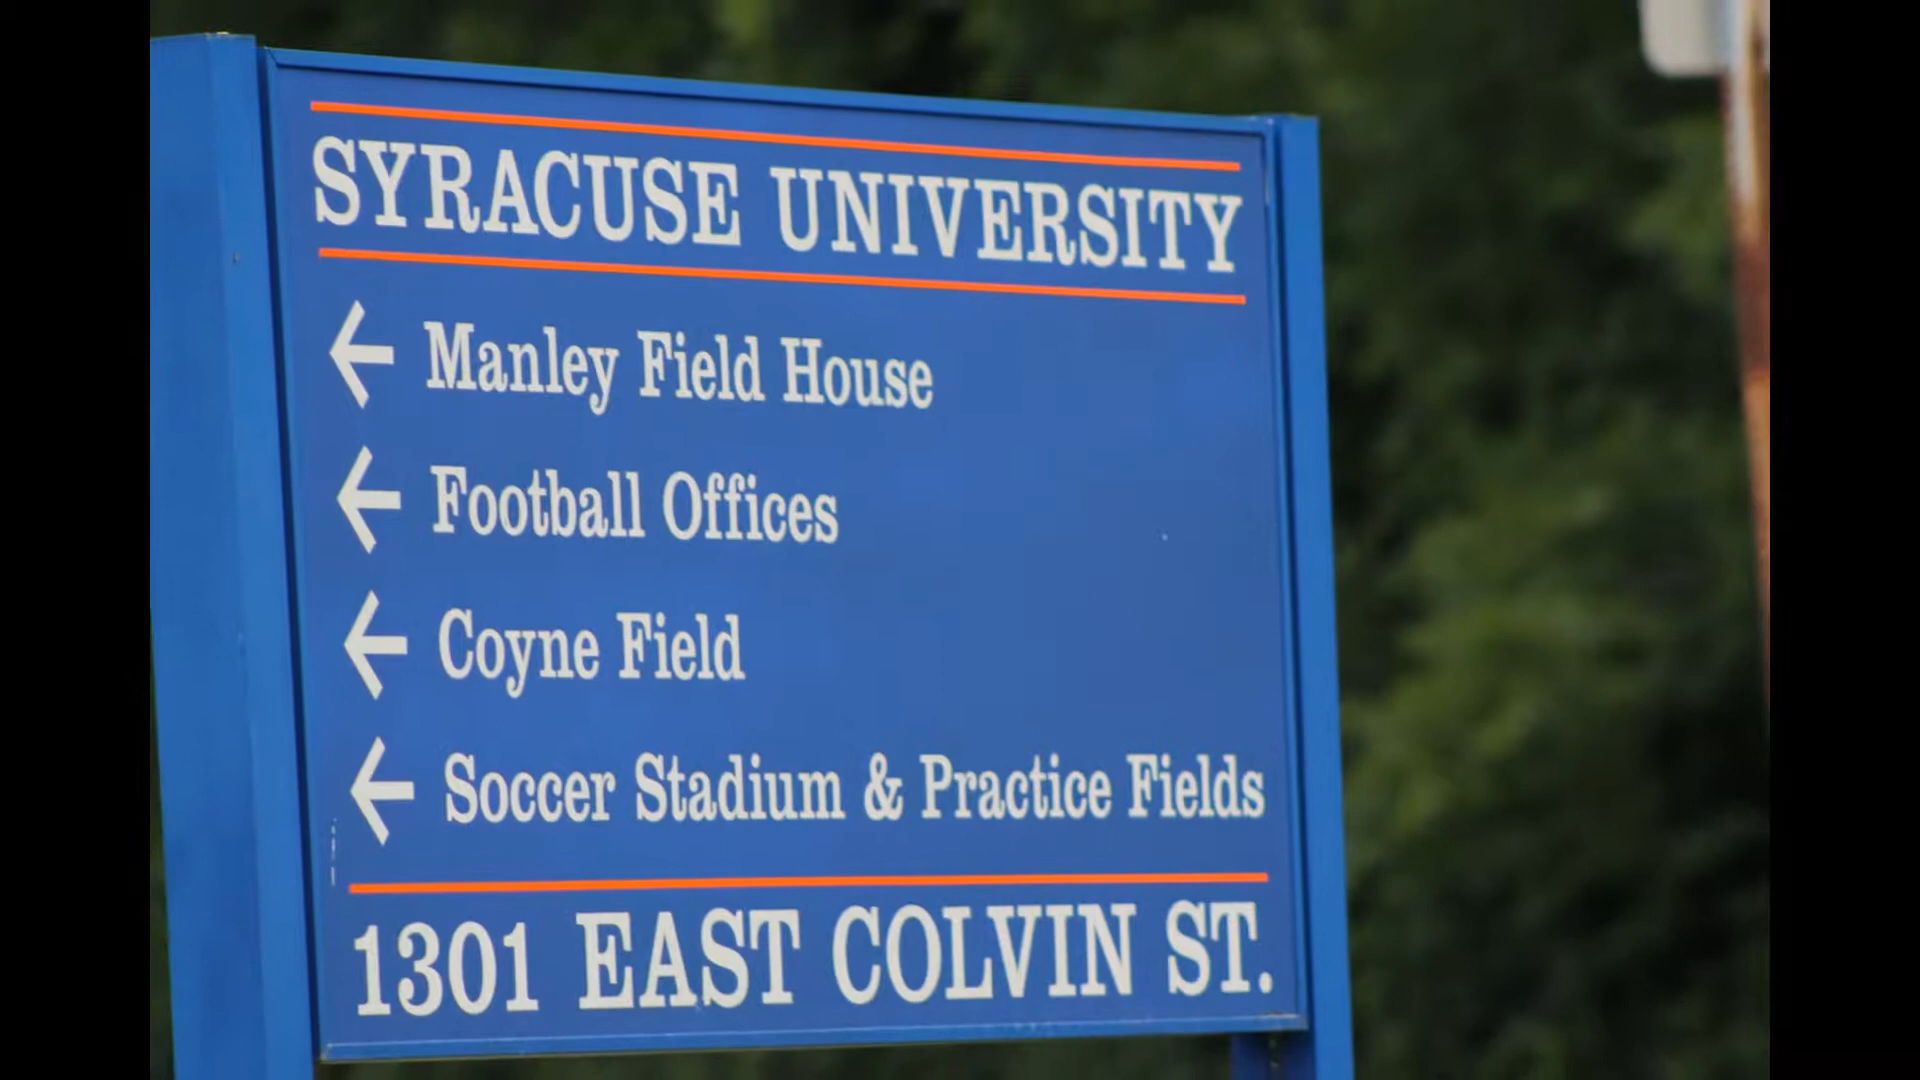 SYRACUSE UNIVERSITY
← Manley Field House
← Football Offices
← Coyne Field
← Soccer Stadium & Practice Fields
1301 EAST COLVIN ST.